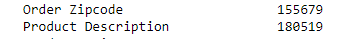 Order Zipcode 155679
Product Description 180519